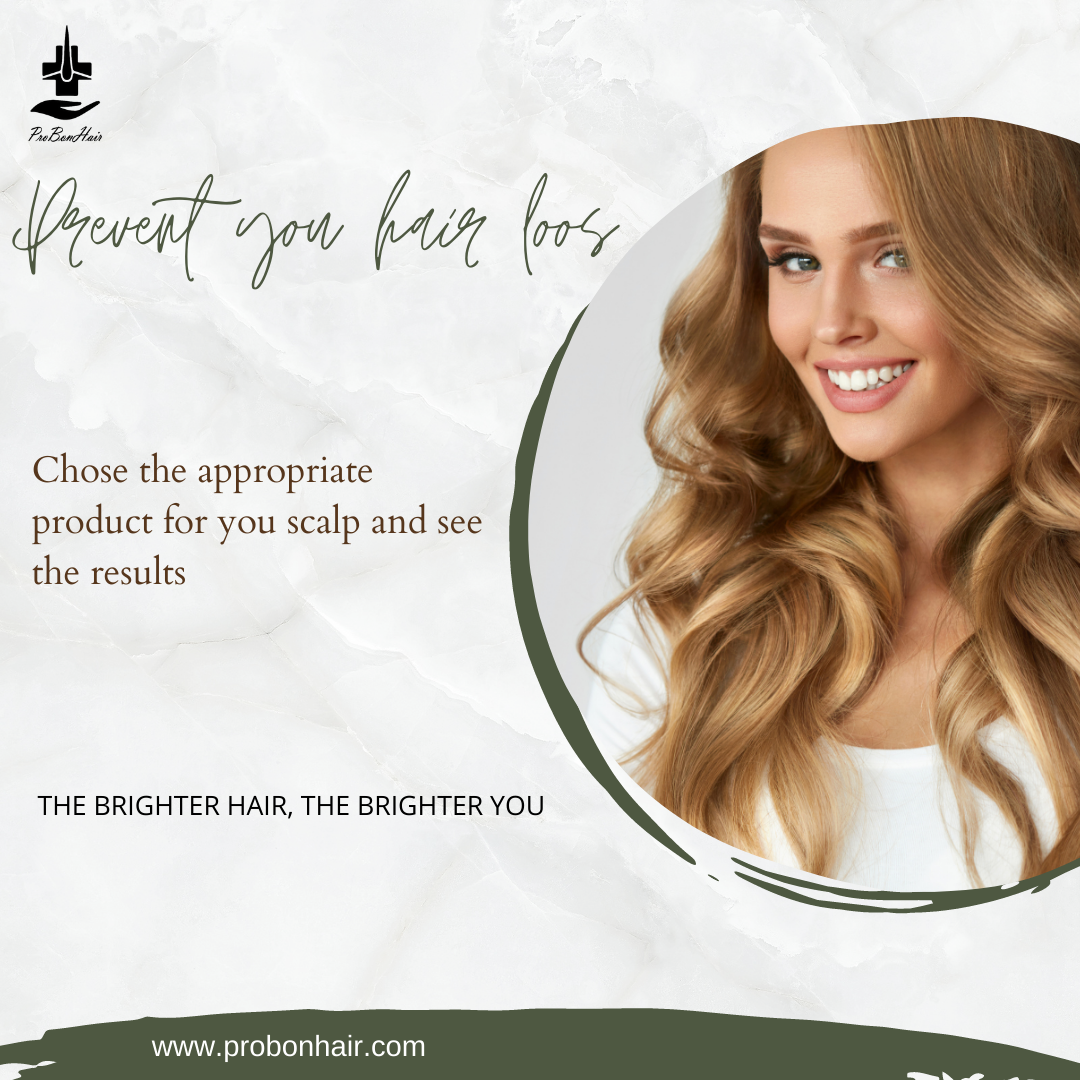 ProBonHair
Prevent you hair loos
Chose the appropriate
product for you scalp and see
the results
THE BRIGHTER HAIR, THE BRIGHTER YOU
www.probonhair.com